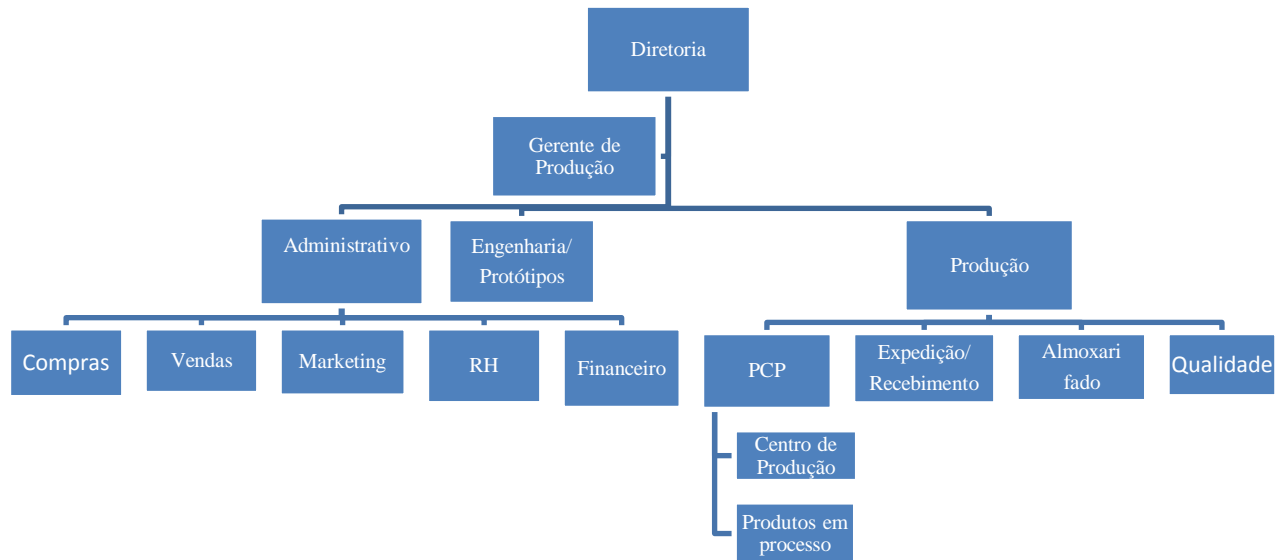 Diretoria
Gerente de
Produção
Administrativo
Engenharia/
Protótipos
Produção
Compras
Vendas
Marketing
RH
Financeiro
PCP
Expedição/
Recebimento
Almoxari
fado
Qualidade
Centro de
Produção
Produtos em
processo